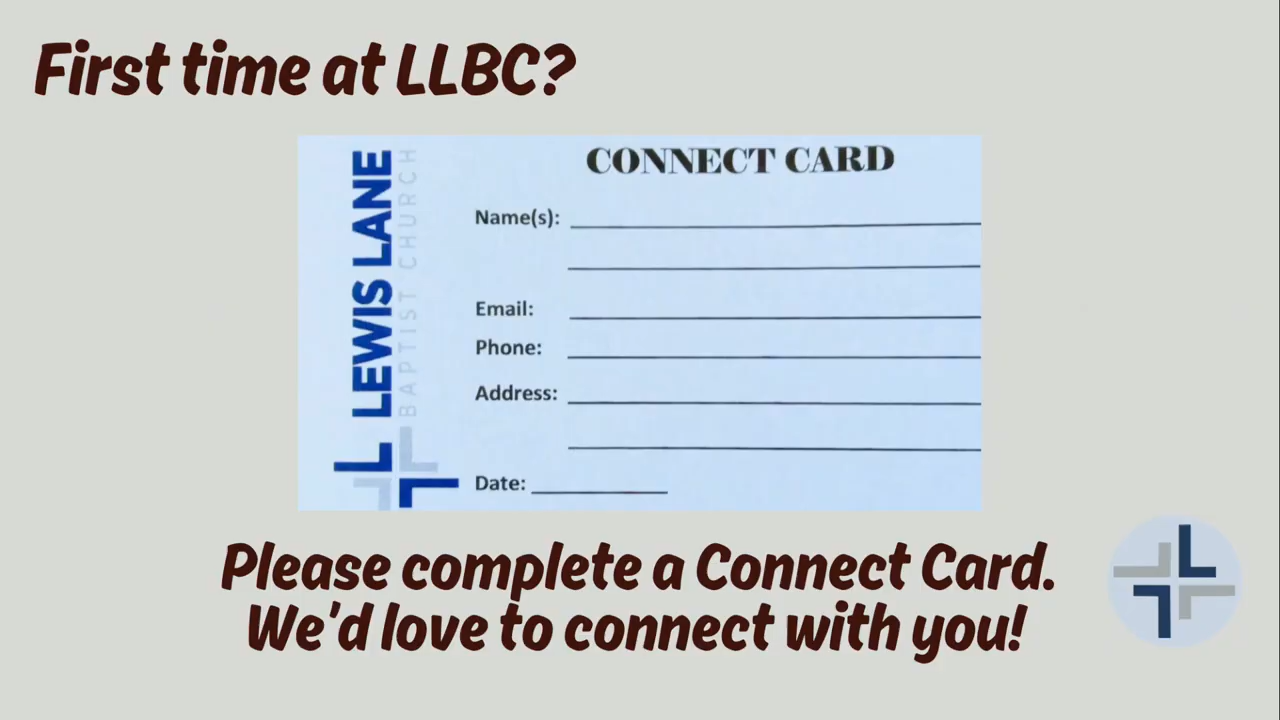 First time at LLBC?
LEWIS LANE
BAPTIST CHURCH
CONNECT CARD
Name(s):
Email:
Phone:
Address:
Date:
Please complete a Connect Card.
We'd love to connect with you!